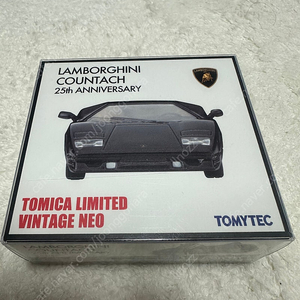 LAMBORGHINI
COUNTACH
25th ANNIVERSARY
TOMICA LIMITED
VINTAGE NEO
TOMYTEC